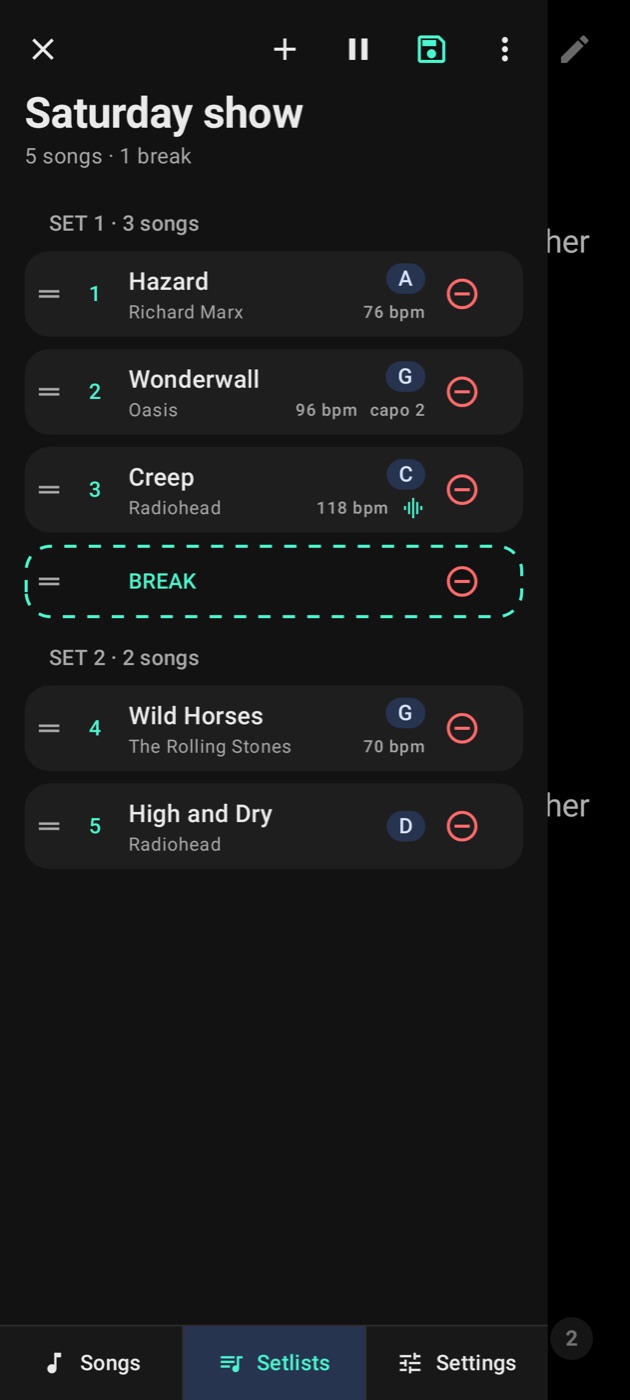 Saturday show
5 songs · 1 break
SET 1 · 3 songs
her
1 Hazard A
Richard Marx 76 bpm
2 Wonderwall G
Oasis 96 bpm capo 2
3 Creep C
Radiohead 118 bpm
BREAK
SET 2 · 2 songs
4 Wild Horses G
The Rolling Stones 70 bpm
her
5 High and Dry D
Radiohead
2
Songs Setlists Settings